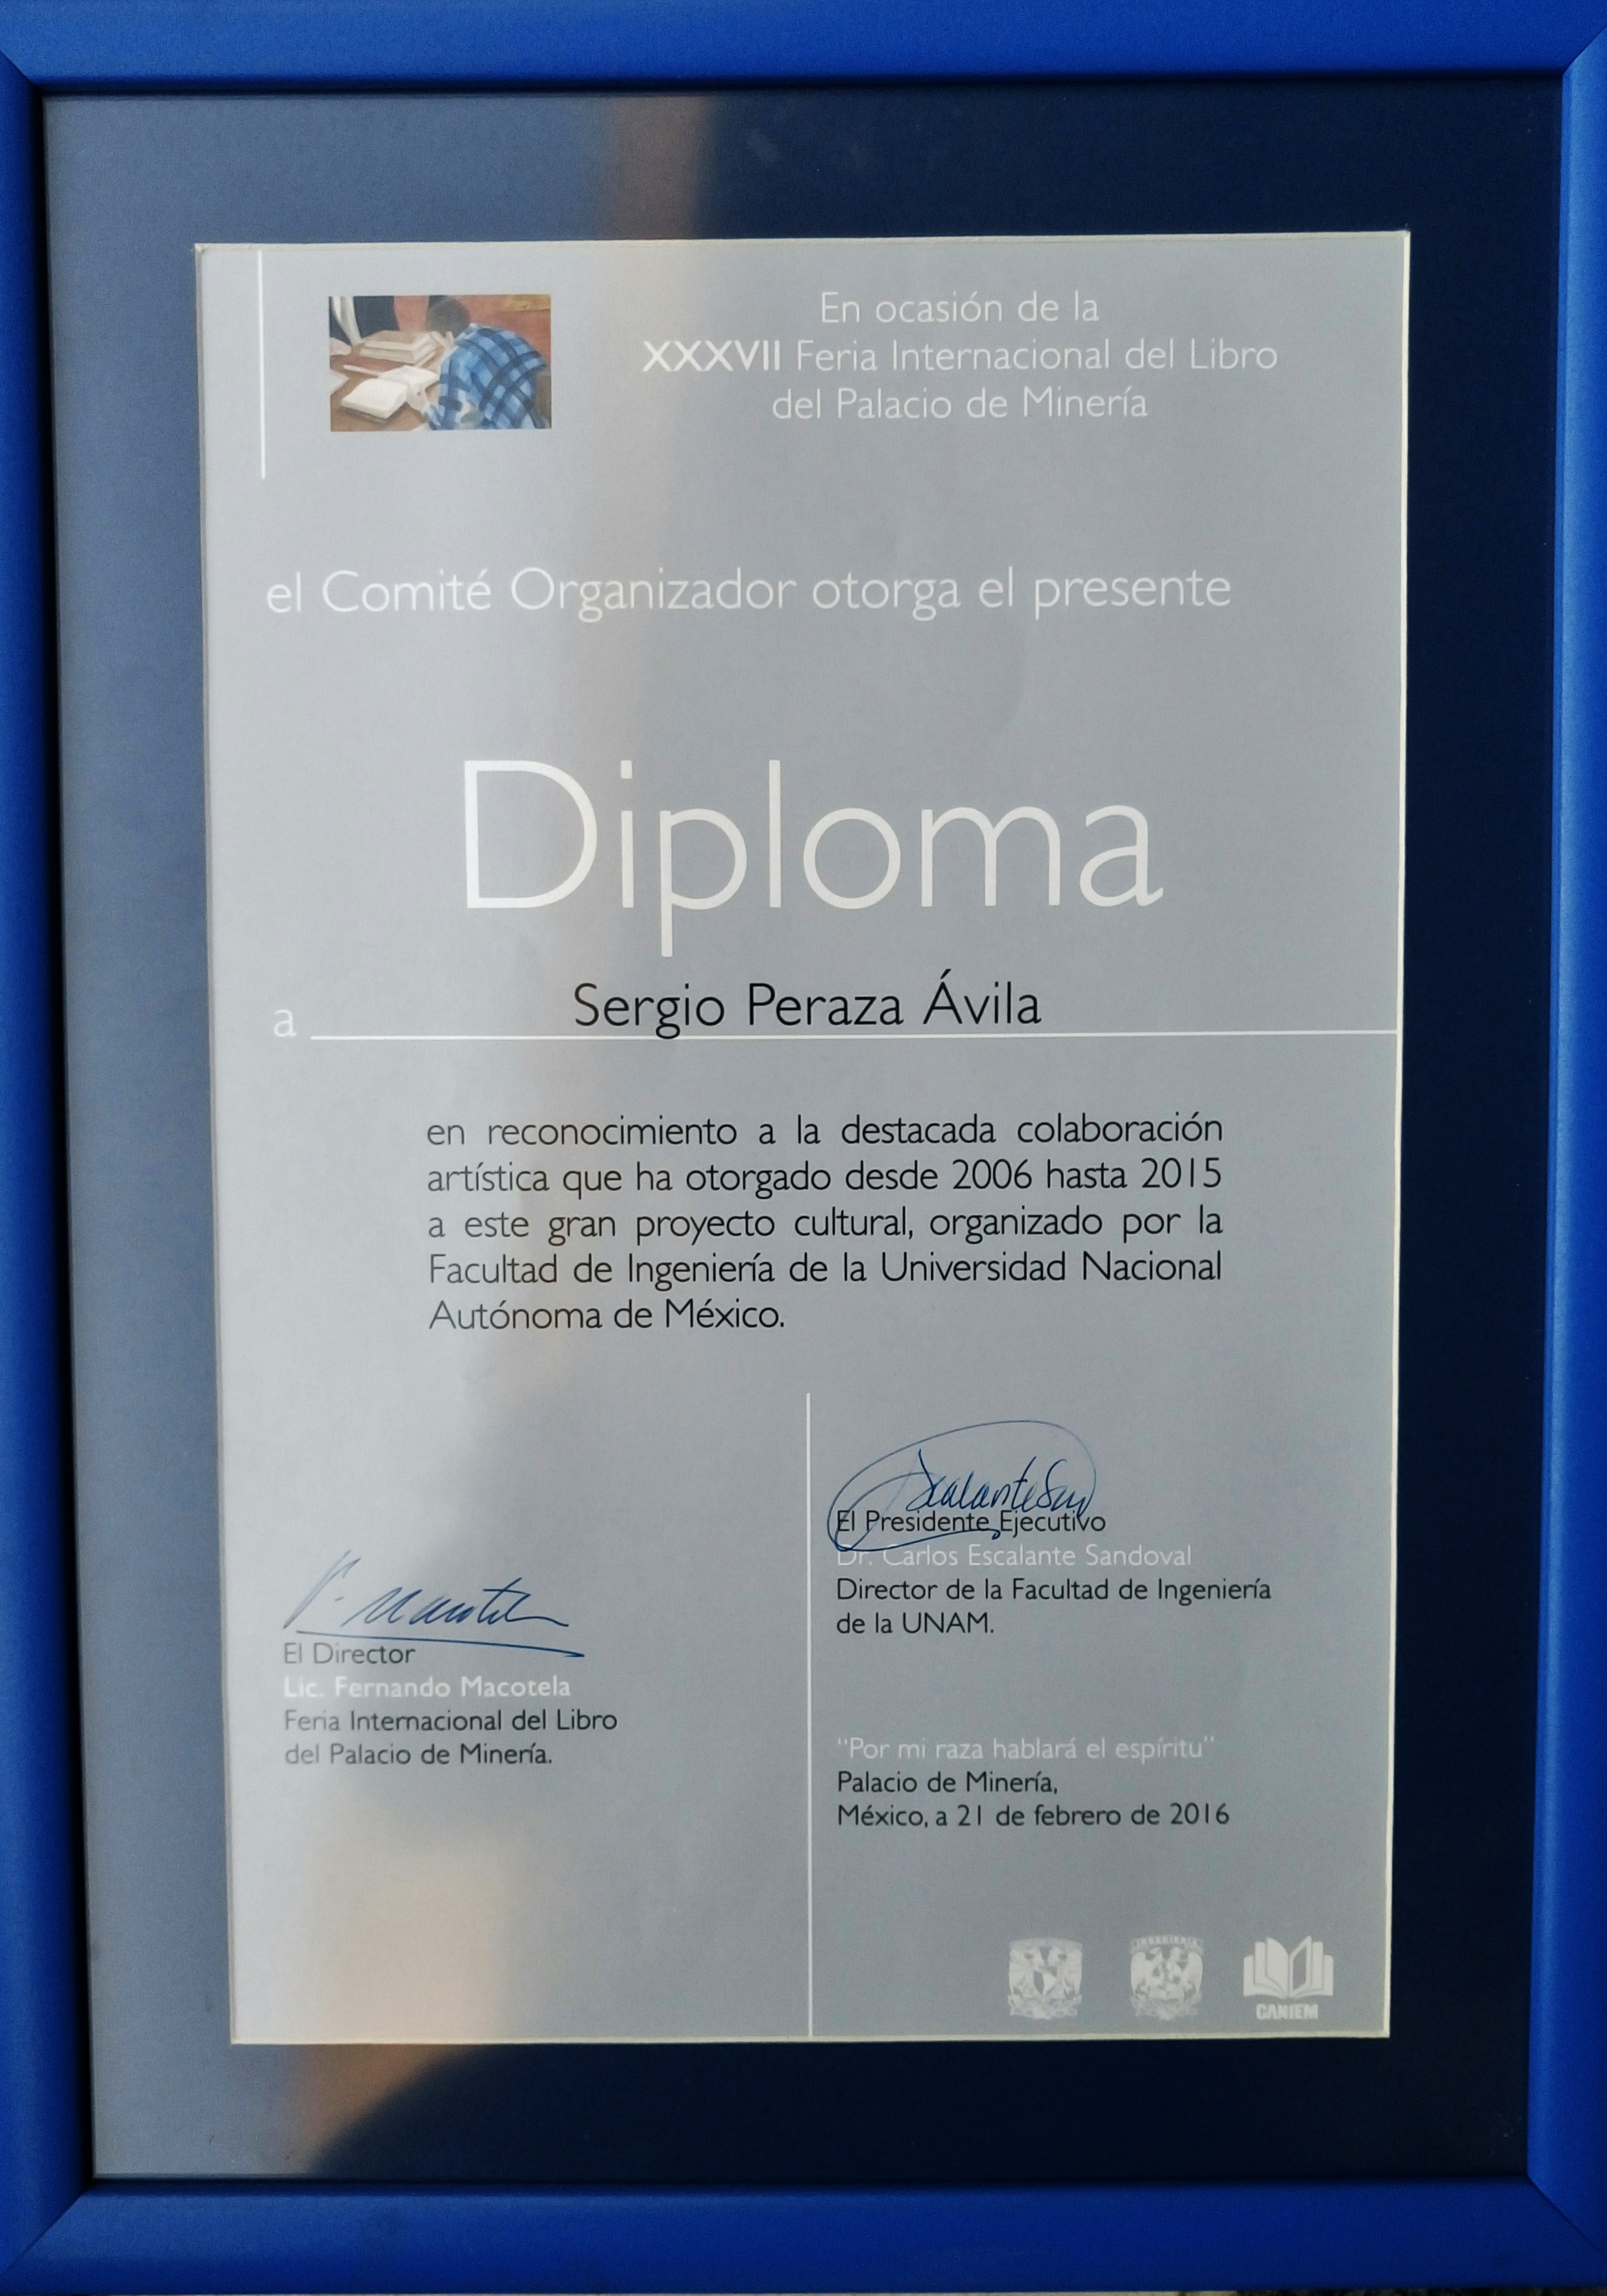 En ocasión de la
XXXVII Feria Internacional del Libro
del Palacio de Minería
el Comité Organizador otorga el presente
Diploma
a Sergio Peraza Ávila
en reconocimiento a la destacada colaboración
artística que ha otorgado desde 2006 hasta 2015
a este gran proyecto cultural, organizado por la
Facultad de Ingeniería de la Universidad Nacional
Autónoma de México.
El Director
Lic. Fernando Macotela
Feria Internacional del Libro
del Palacio de Minería.
El Presidente Ejecutivo
Dr. Carlos Escalante Sandoval
Director de la Facultad de Ingeniería
de la UNAM.
"Por mi raza hablará el espíritu"
Palacio de Minería,
México, a 21 de febrero de 2016
CANIEM